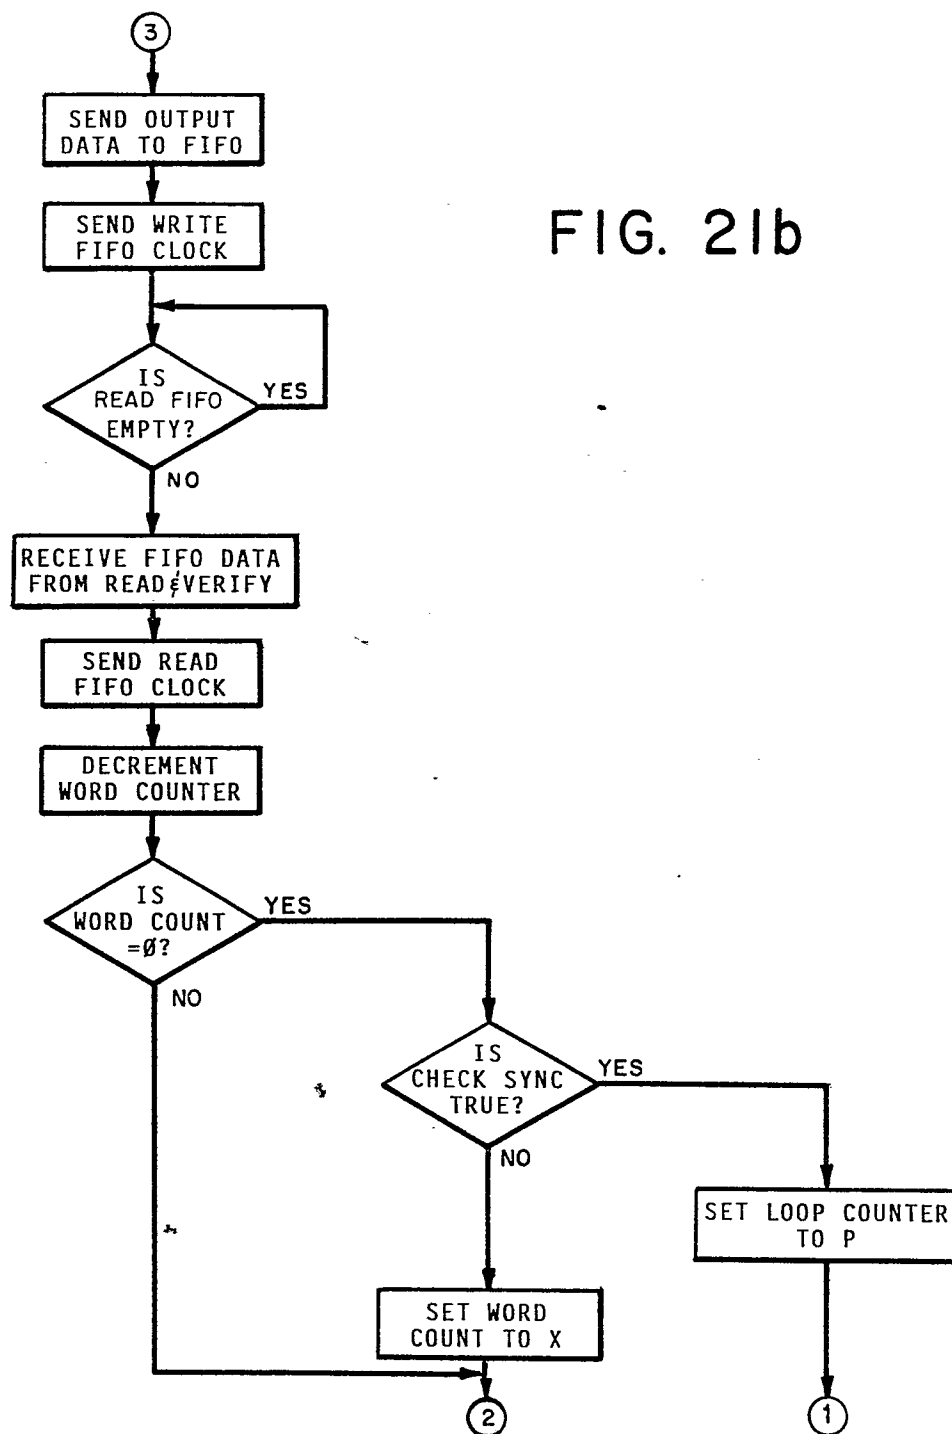 3
SEND OUTPUT
DATA TO FIFO
SEND WRITE
FIFO CLOCK
FIG. 21b
IS
READ FIFO
EMPTY?
YES
NO
RECEIVE FIFO DATA
FROM READ & VERIFY
SEND READ
FIFO CLOCK
DECREMENT
WORD COUNTER
IS
WORD COUNT
=Ø?
YES
NO
IS
CHECK SYNC
TRUE?
YES
NO
SET LOOP COUNTER
TO P
SET WORD
COUNT TO X
2
1